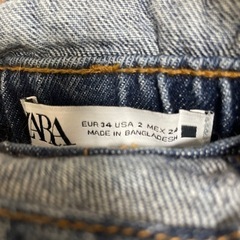 ZARA
EUR 34 USA 2 MEX 24
MADE IN BANGLADESH